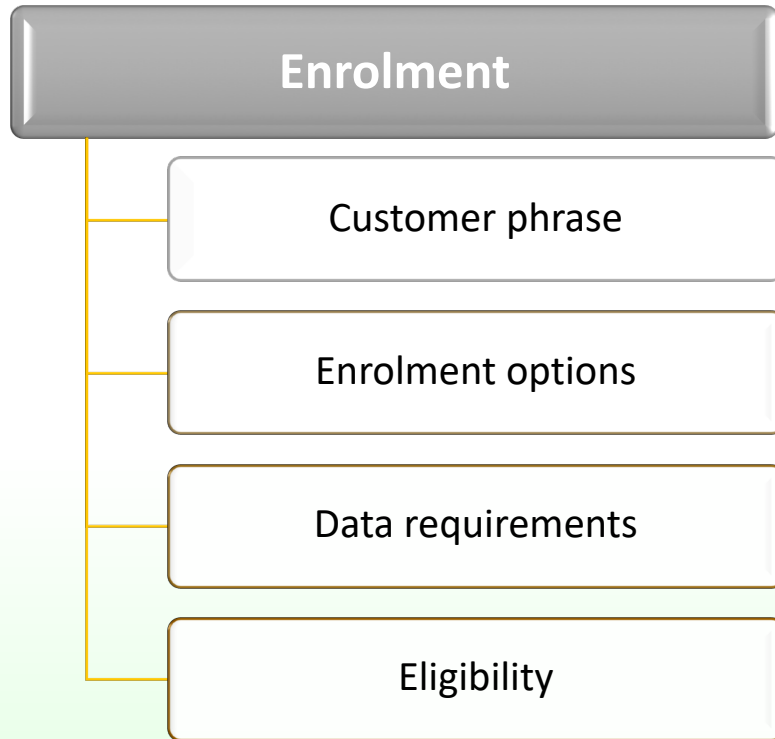 Enrolment
Customer phrase
Enrolment options
Data requirements
Eligibility